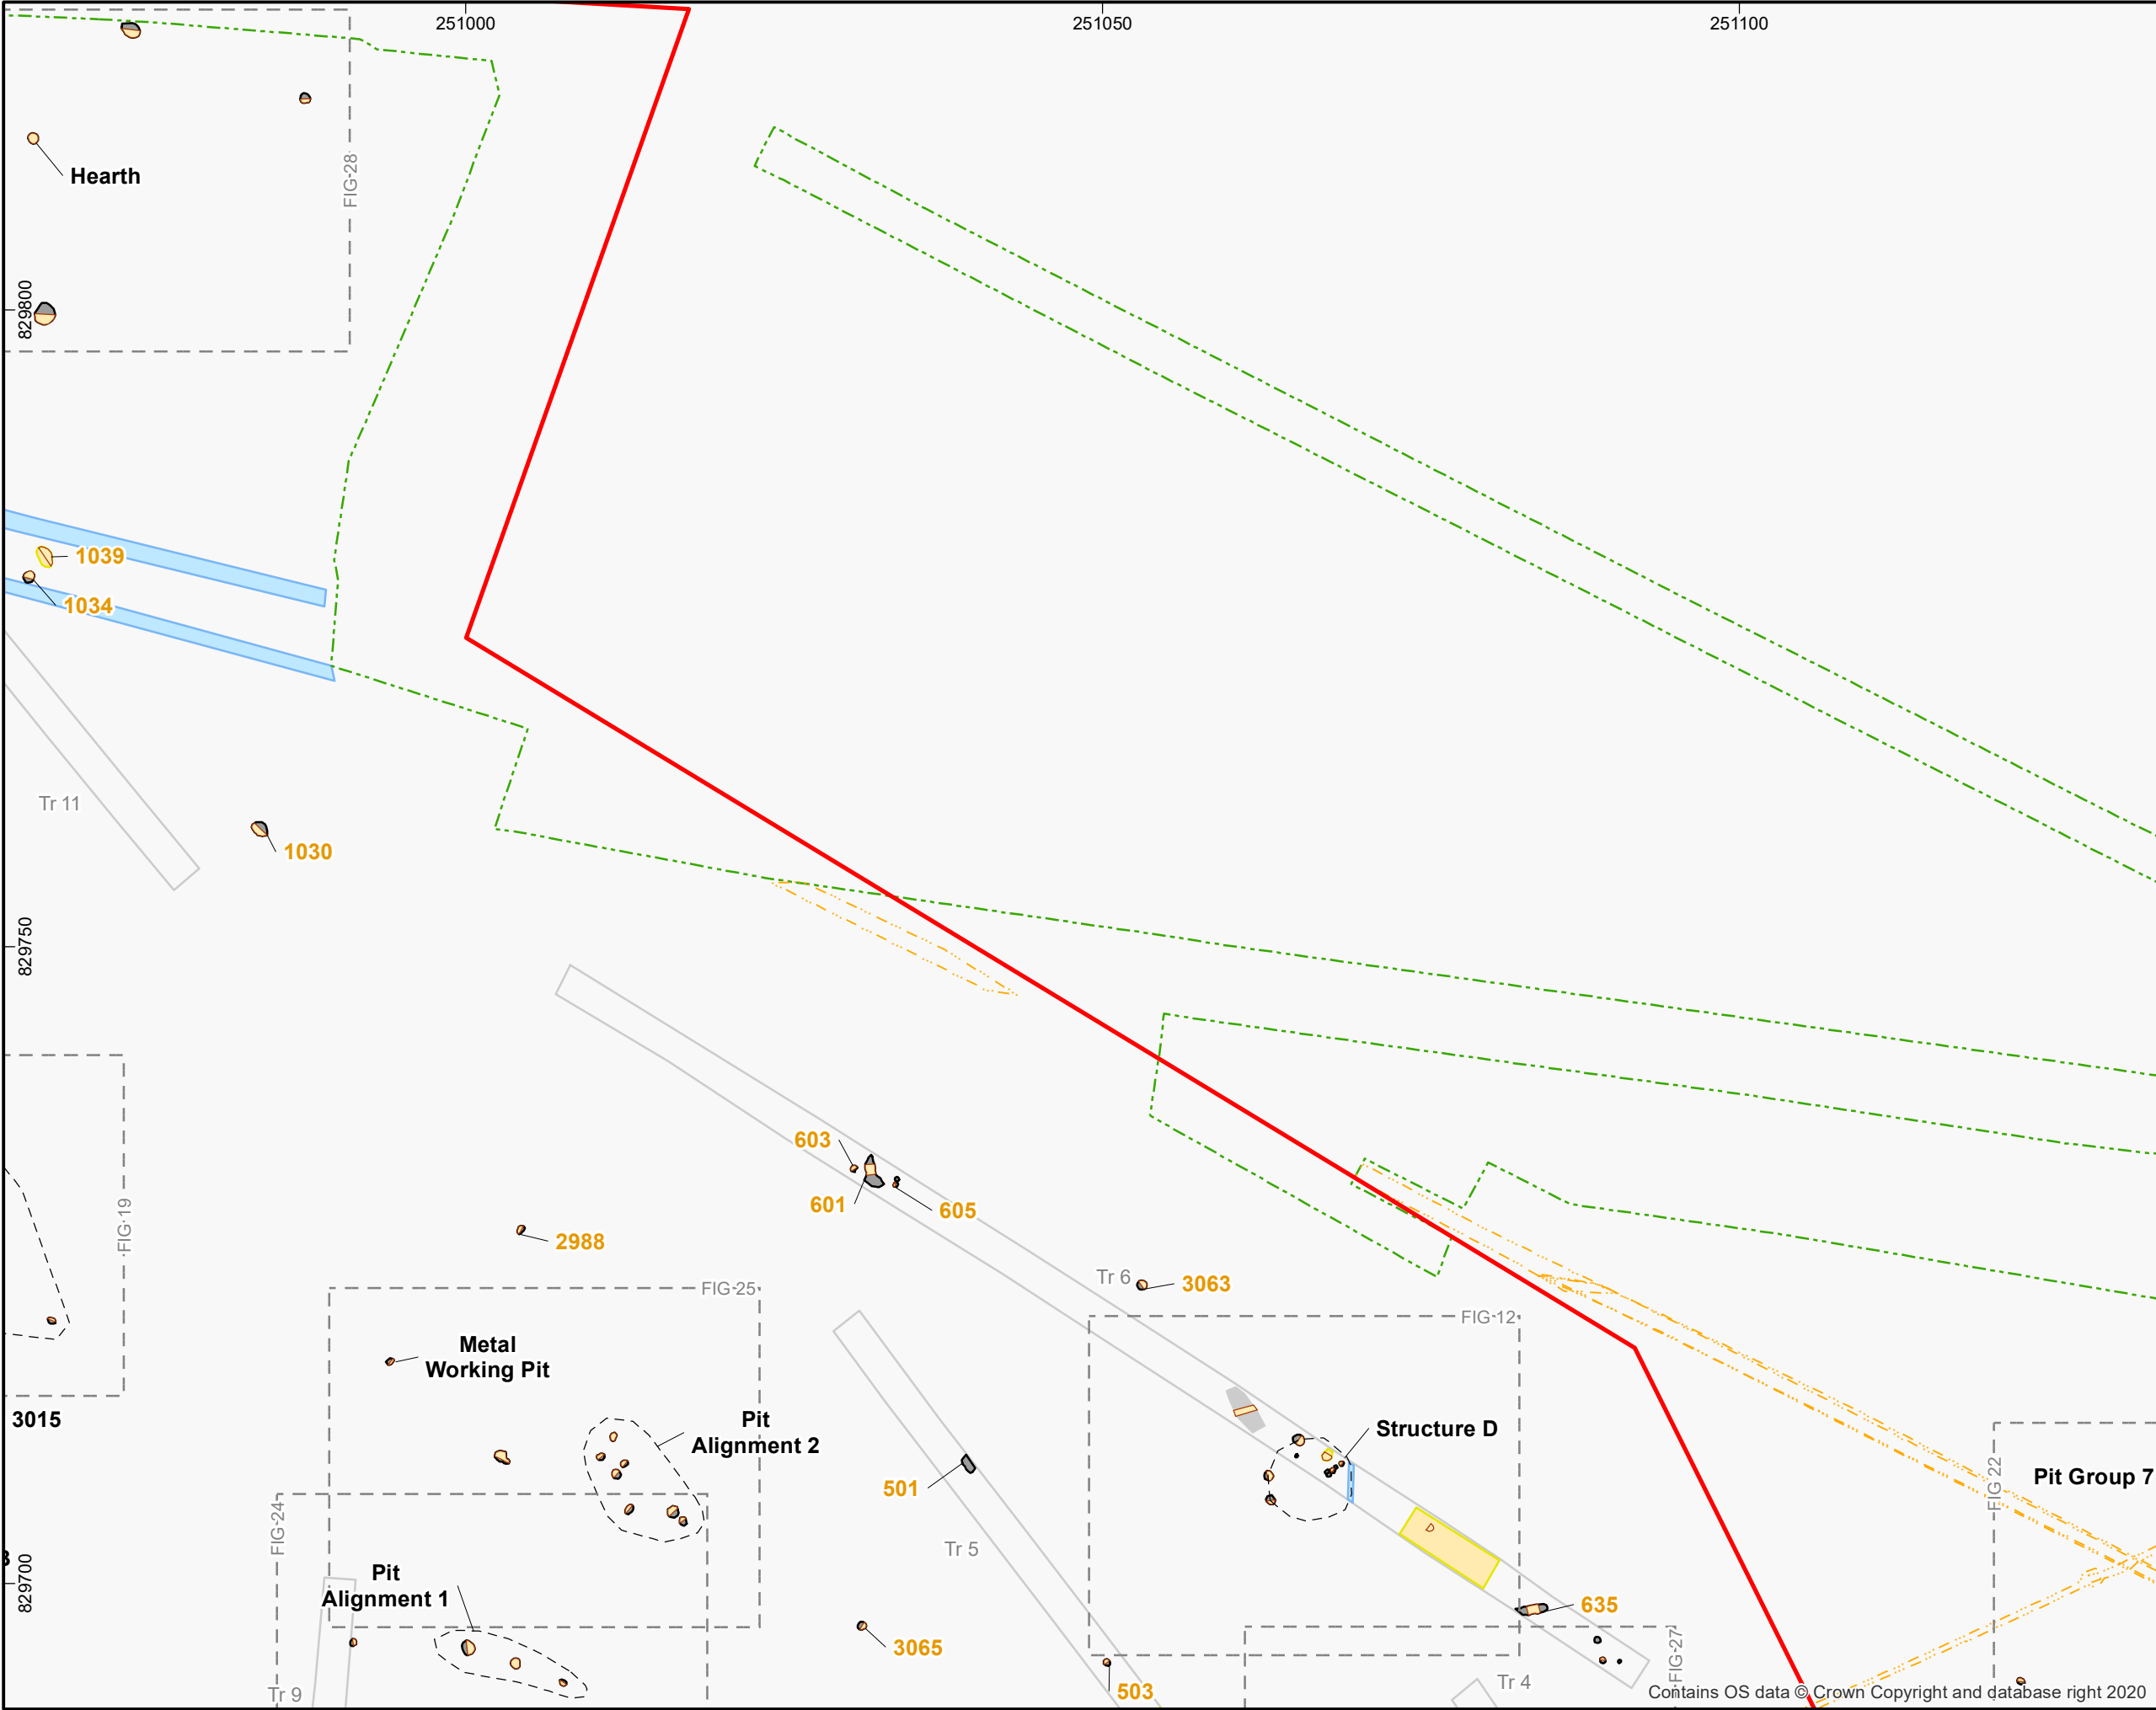 251000
251050
251100
FIG 28
Hearth
829800
1039
1034
Tr 11
1030
829750
603
601
605
FIG 19
2988
Tr 6
3063
FIG 25
FIG 12
Metal
Working Pit
3015
Pit
Alignment 2
Structure D
501
FIG 22
Pit Group 7
FIG 24
Tr 5
829700
Pit
Alignment 1
635
3065
FIG 27
503
Tr 9
Tr 4
Contains OS data © Crown Copyright and database right 2020